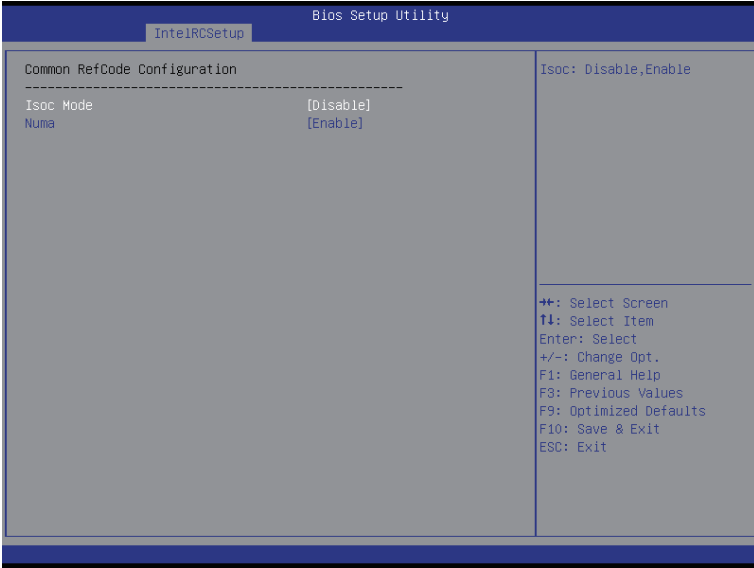 Bios Setup Utility
IntelRCSetup
Common RefCode Configuration
--------------------------------------------------
Isoc Mode [Disable]
Numa [Enable]
Isoc: Disable,Enable
→←: Select Screen
↑↓: Select Item
Enter: Select
+/-: Change Opt.
F1: General Help
F3: Previous Values
F9: Optimized Defaults
F10: Save & Exit
ESC: Exit